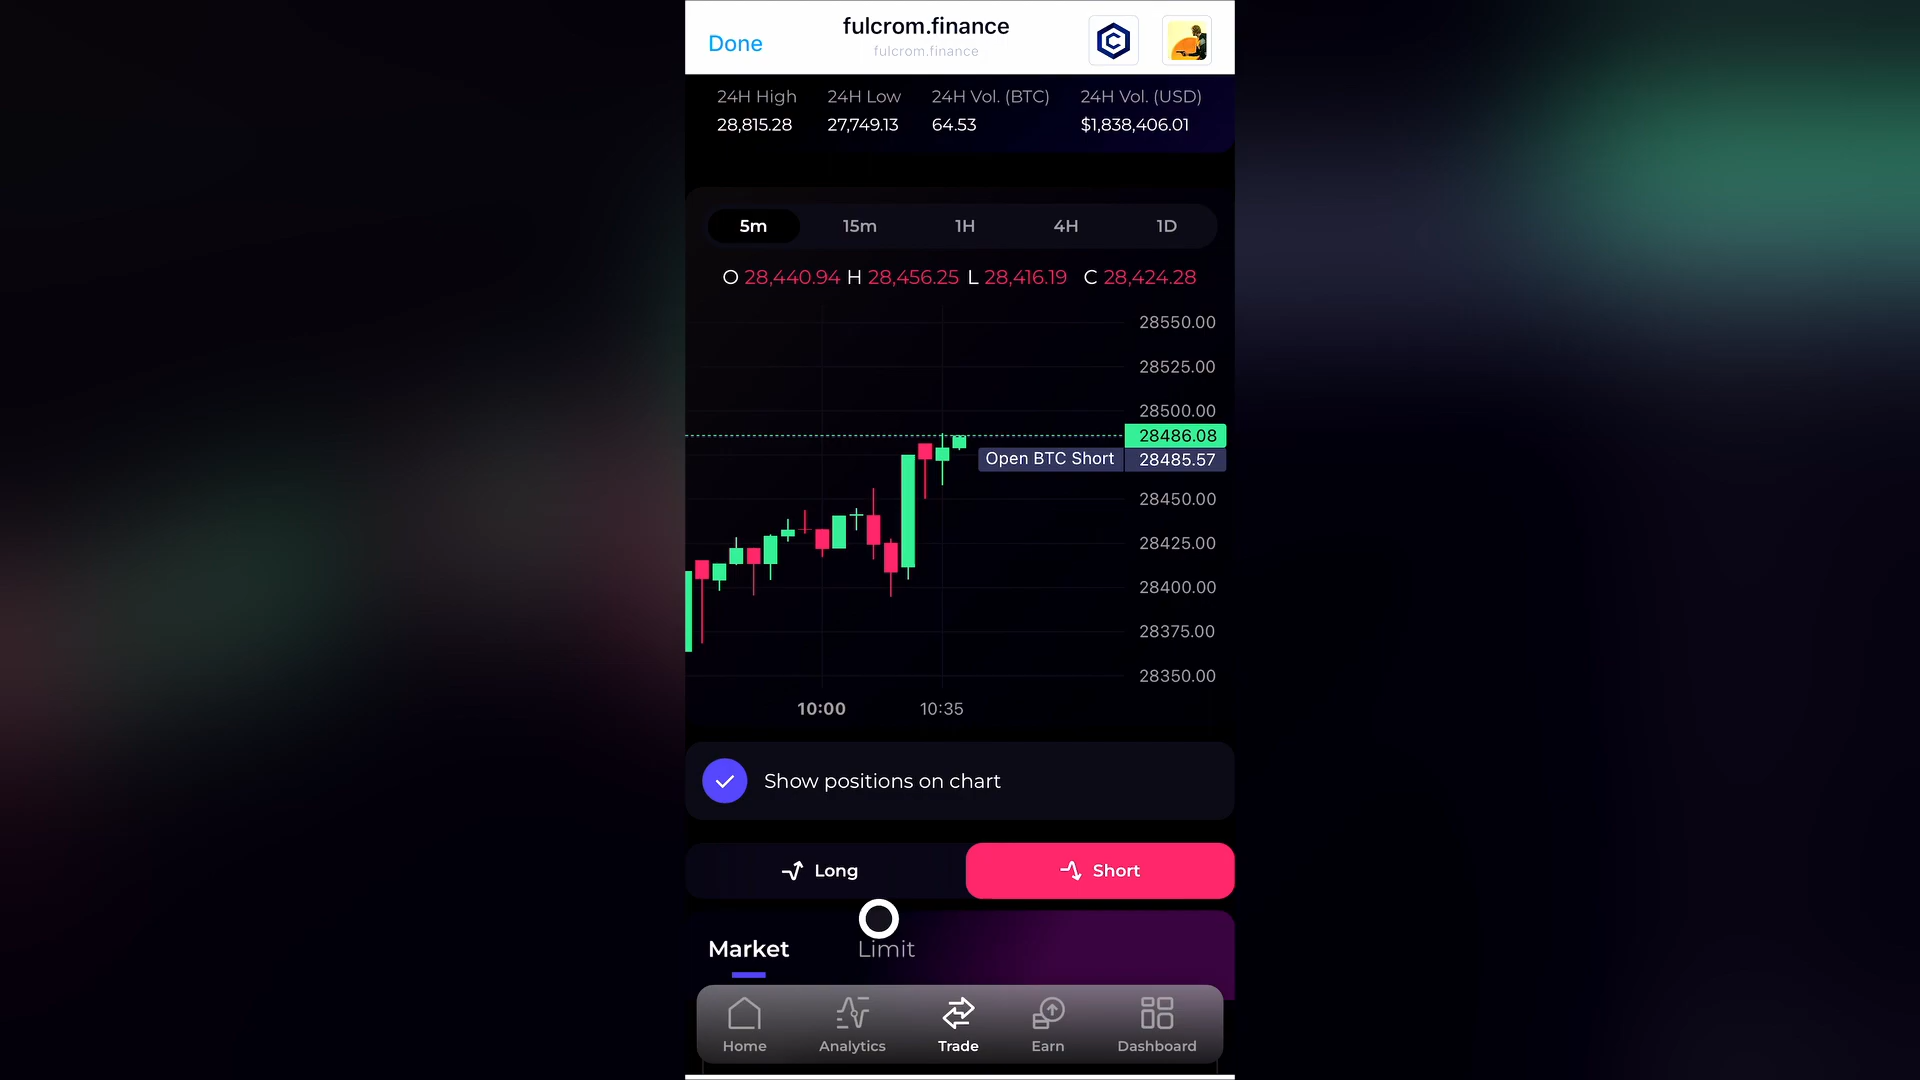 Done
fulcrom.finance
fulcrom.finance
24H High 24H Low 24H Vol. (BTC) 24H Vol. (USD)
28,815.28 27,749.13 64.53 $1,838,406.01
5m 15m 1H 4H 1D
O 28,440.94 H 28,456.25 L 28,416.19 C 28,424.28
28550.00
28525.00
28500.00
28486.08
Open BTC Short 28485.57
28450.00
28425.00
28400.00
28375.00
28350.00
10:00 10:35
Show positions on chart
Long Short
Market Limit
Home Analytics Trade Earn Dashboard